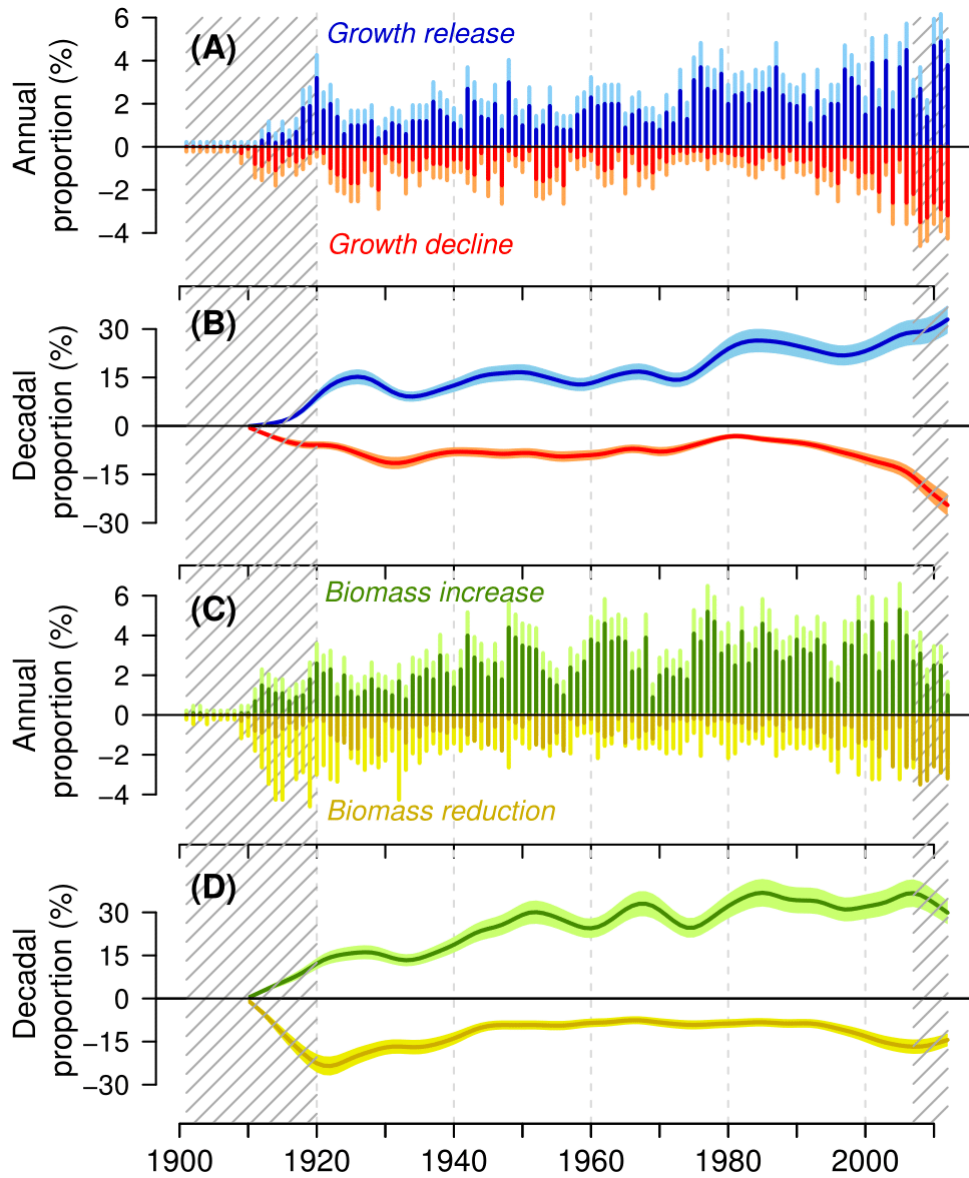 (A)
Growth release
Annual
proportion (%)
6
4
2
0
−2
−4
Growth decline
(B)
Decadal
proportion (%)
30
15
0
−15
−30
(C)
Biomass increase
Annual
proportion (%)
6
4
2
0
−2
−4
Biomass reduction
(D)
Decadal
proportion (%)
30
15
0
−15
−30
1900 1920 1940 1960 1980 2000